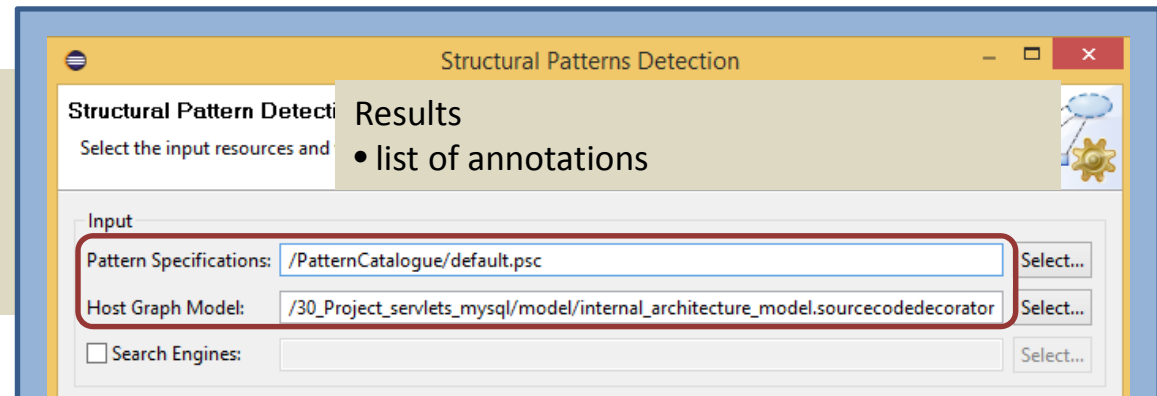 Structural Patterns Detection
Structural Pattern Detecti
Results
Select the input resources and
• list of annotations
Input
Pattern Specifications: /PatternCatalogue/default.psc Select...
Host Graph Model: /30_Project_servlets_mysql/model/internal_architecture_model.sourcecodedecorator Select...
Search Engines: Select...